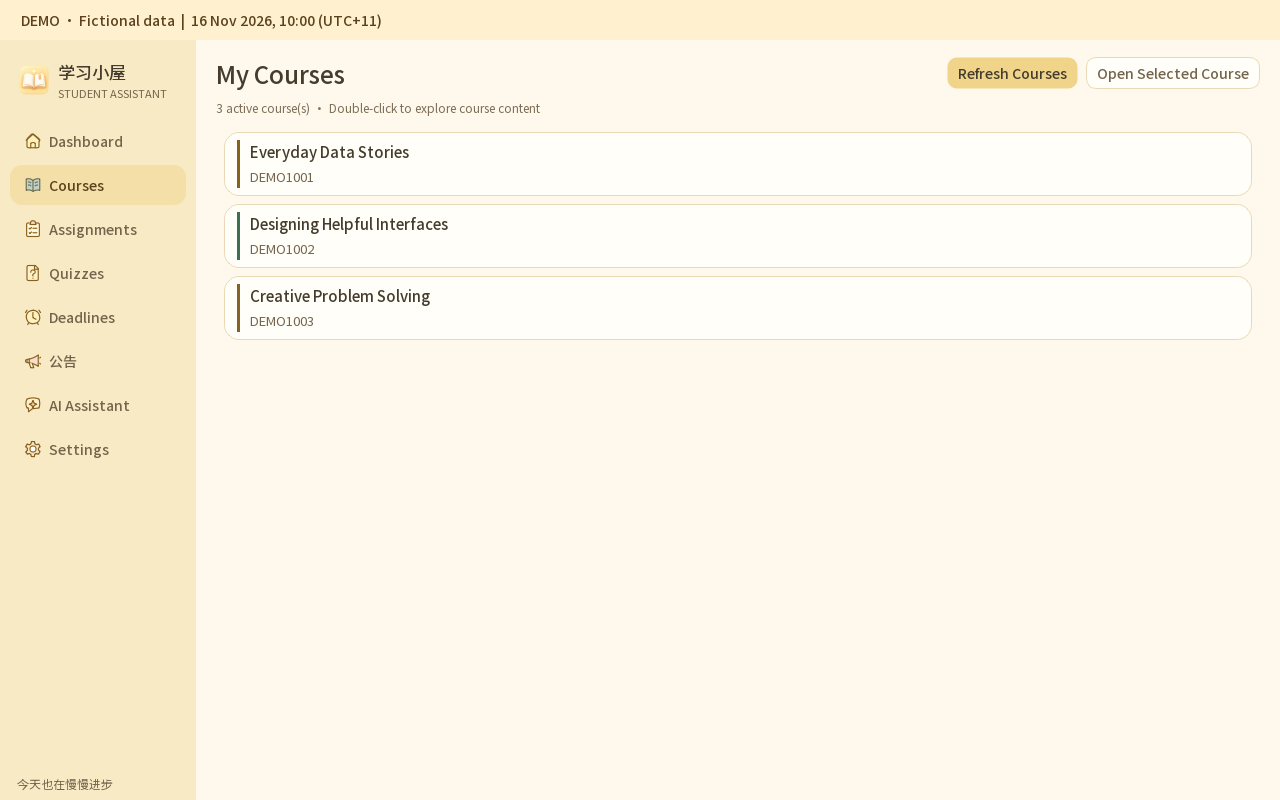 DEMO • Fictional data | 16 Nov 2026, 10:00 (UTC+11)
学习小屋
STUDENT ASSISTANT
Dashboard
Courses
Assignments
Quizzes
Deadlines
公告
AI Assistant
Settings
今天也在慢慢进步
My Courses
Refresh Courses
Open Selected Course
3 active course(s) • Double-click to explore course content
Everyday Data Stories
DEMO1001
Designing Helpful Interfaces
DEMO1002
Creative Problem Solving
DEMO1003